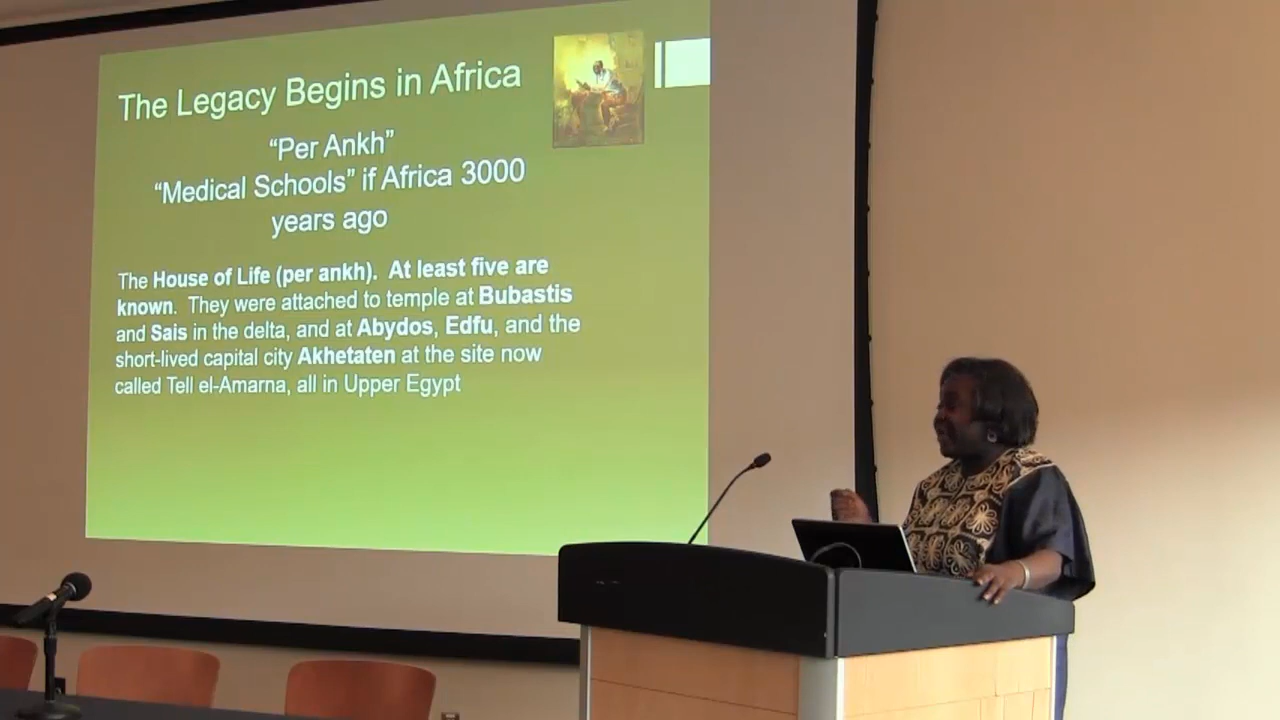 The Legacy Begins in Africa
“Per Ankh”
“Medical Schools” if Africa 3000
years ago
The House of Life (per ankh).  At least five are
known.  They were attached to temple at Bubastis
and Sais in the delta, and at Abydos, Edfu, and the
short-lived capital city Akhetaten at the site now
called Tell el-Amarna, all in Upper Egypt